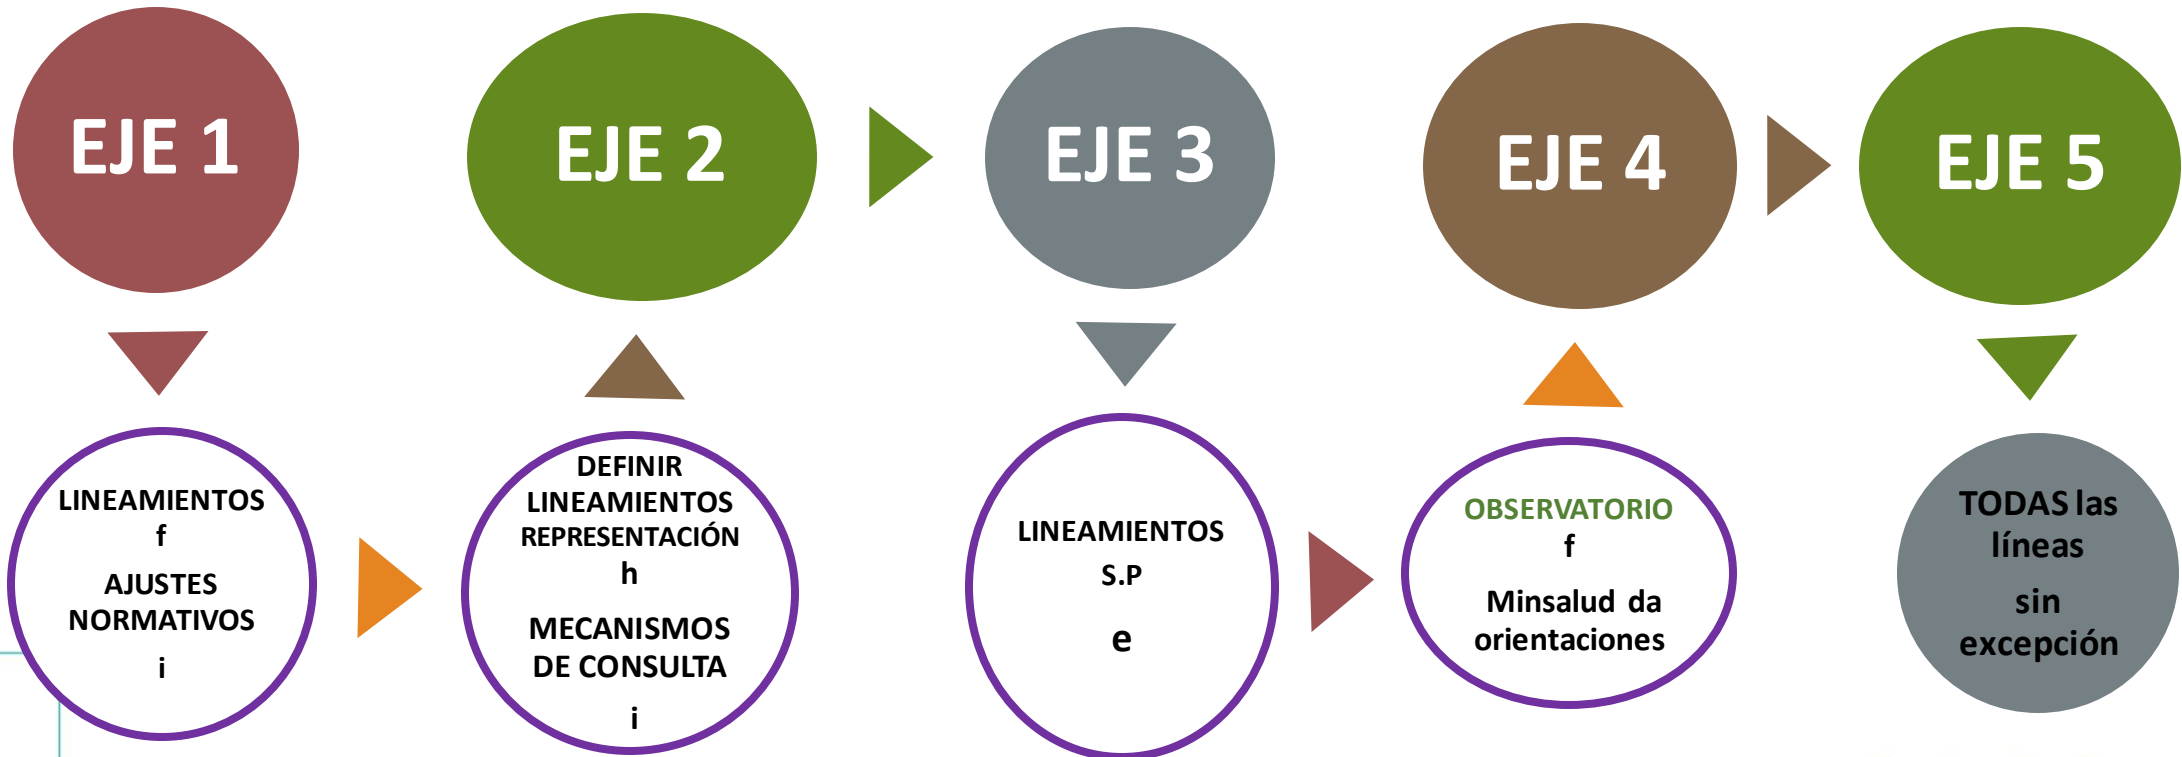 EJE 1
EJE 2
EJE 3
EJE 4
EJE 5
LINEAMIENTOS
f
AJUSTES
NORMATIVOS
i
DEFINIR
LINEAMIENTOS
REPRESENTACIÓN
h
MECANISMOS
DE CONSULTA
i
LINEAMIENTOS
S.P
e
OBSERVATORIO
f
Minsalud da
orientaciones
TODAS las
líneas
sin
excepción